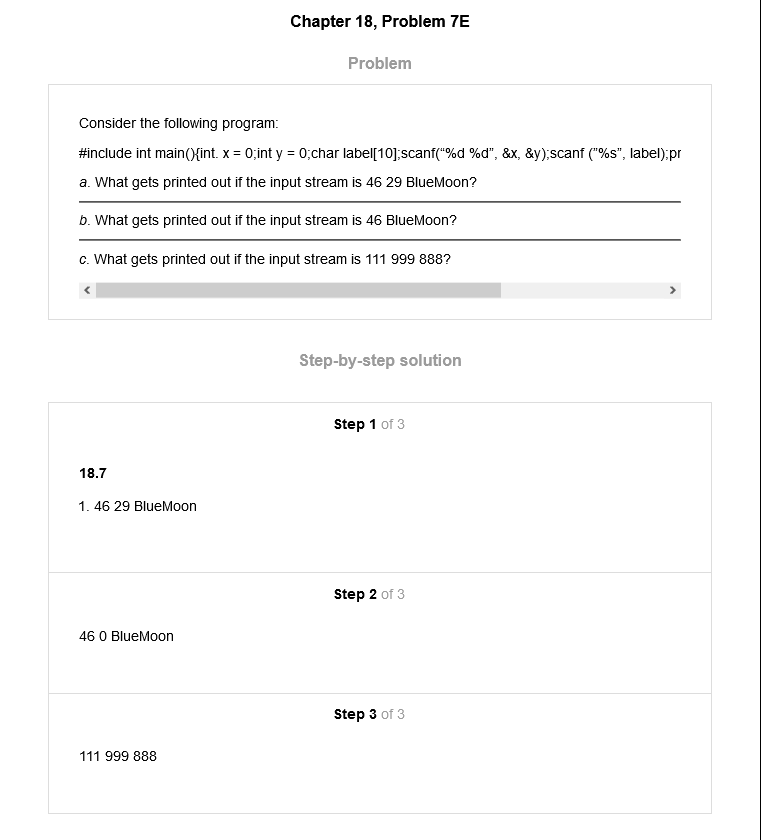 Chapter 18, Problem 7E
Problem
Consider the following program:
#include int main(){int. x = 0;int y = 0;char label[10];scanf(“%d %d”, &x, &y);scanf (”%s”, label);pr
a. What gets printed out if the input stream is 46 29 BlueMoon?
b. What gets printed out if the input stream is 46 BlueMoon?
c. What gets printed out if the input stream is 111 999 888?
Step-by-step solution
Step 1 of 3
18.7
1. 46 29 BlueMoon
Step 2 of 3
46 0 BlueMoon
Step 3 of 3
111 999 888